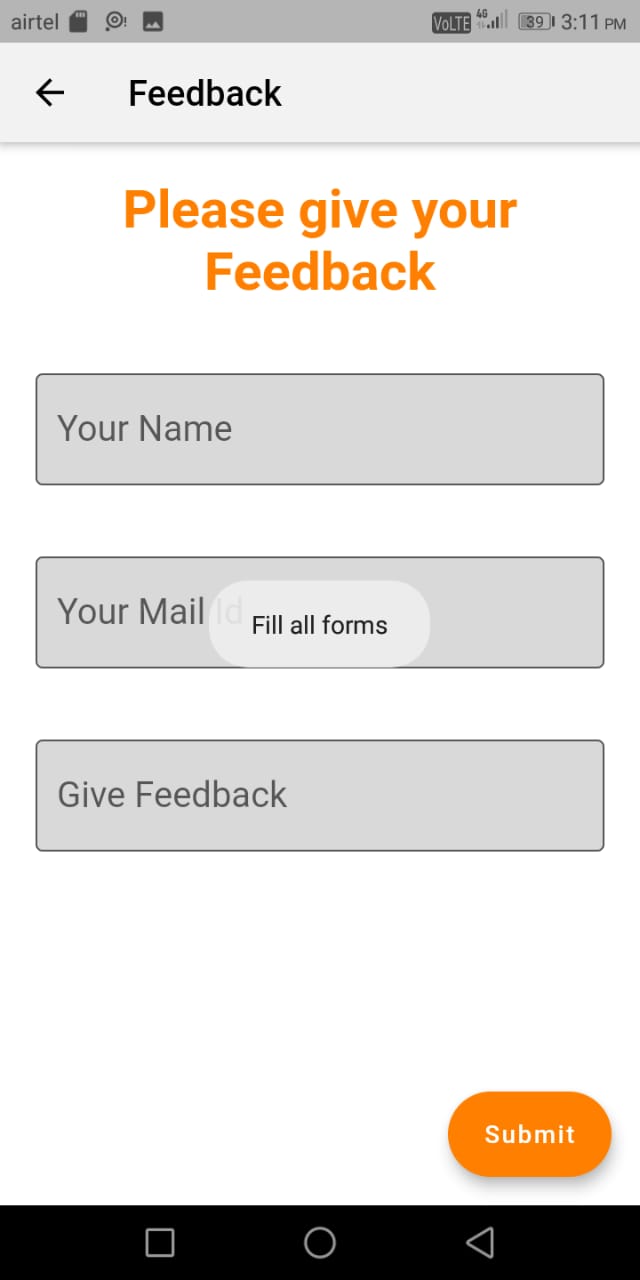 airtel VoLTE 4G 39 3:11 PM
Feedback
Please give your
Feedback
Your Name
Your Mail Id
Fill all forms
Give Feedback
Submit